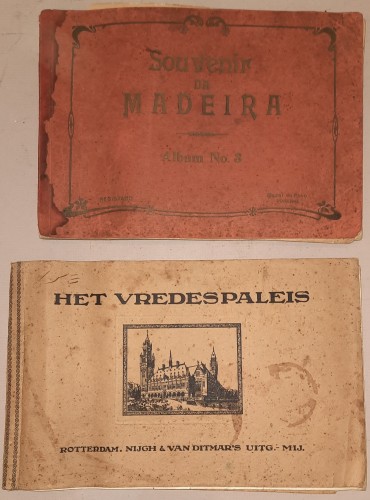 Souvenir
DA
MADEIRA
Album No. 3
HET VREDESPALEIS
ROTTERDAM. NIJGH & VAN DITMAR'S UITG.-MIJ.